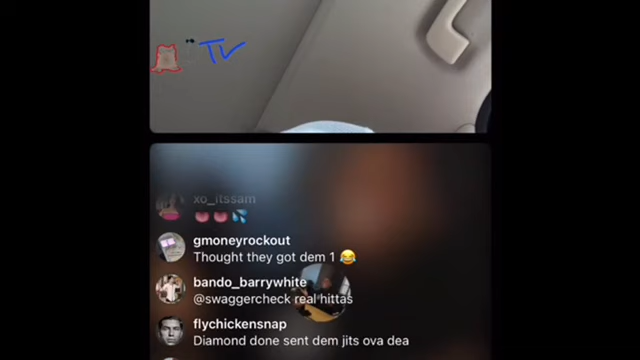 TV
xo_itssam
👅👅💦
gmoneyrockout
Thought they got dem 1 😂
bando_barrywhite
@swaggercheck real hittas
flychickensnap
Diamond done sent dem jits ova dea